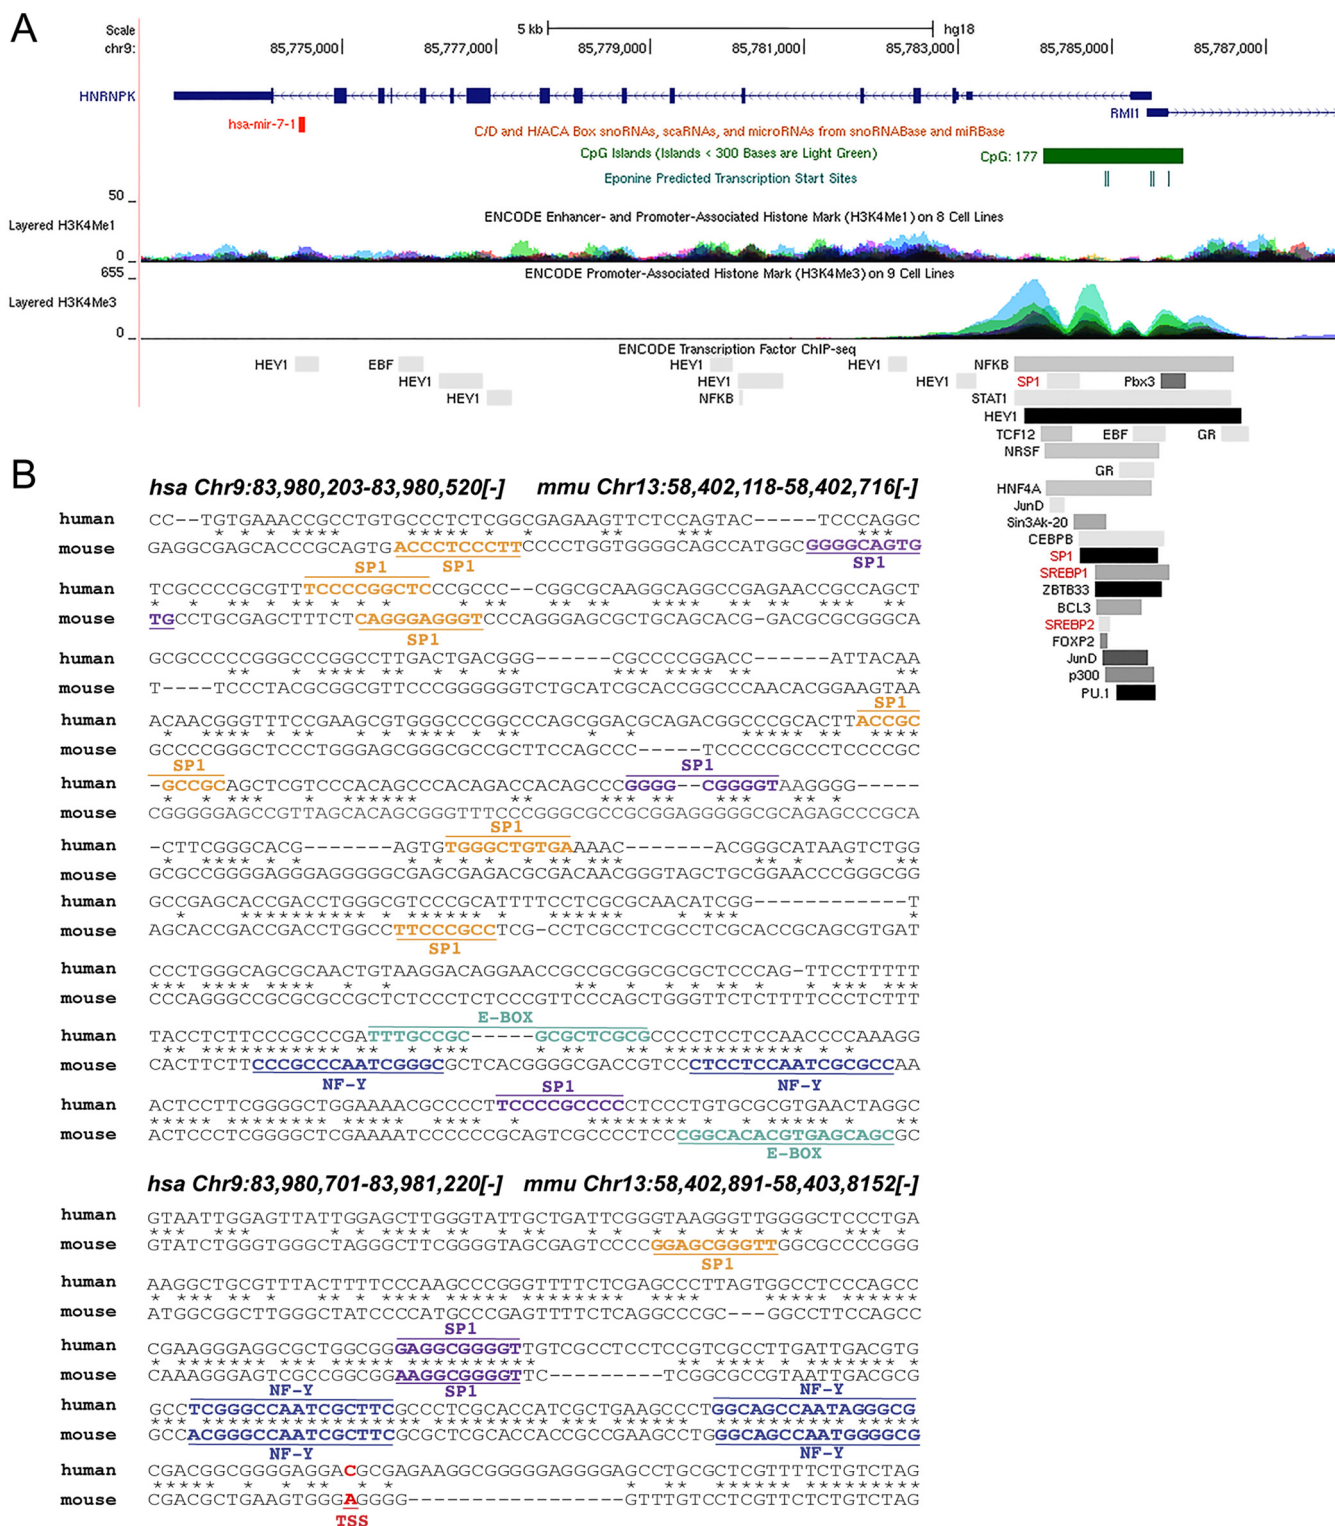 A
Scale 5 kb hg18
chr9: 85,775,000 85,777,000 85,779,000 85,781,000 85,783,000 85,785,000 85,787,000
HNRNPK
RMI1
hsa-mir-7-1
C/D and H/ACA Box snoRNAs, scaRNAs, and microRNAs from snoRNABase and miRBase
CpG Islands (Islands < 300 Bases are Light Green) CpG: 177
Eponine Predicted Transcription Start Sites
50
ENCODE Enhancer- and Promoter-Associated Histone Mark (H3K4Me1) on 8 Cell Lines
Layered H3K4Me1
0
655 ENCODE Promoter-Associated Histone Mark (H3K4Me3) on 9 Cell Lines
Layered H3K4Me3
0
ENCODE Transcription Factor ChIP-seq
HEY1 EBF HEY1 HEY1 NFKB
HEY1 HEY1 HEY1 SP1 Pbx3
HEY1 NFKB STAT1
HEY1
TCF12 EBF GR
NRSF
GR
HNF4A
JunD
Sin3Ak-20
CEBPB
SP1
SREBP1
ZBTB33
BCL3
SREBP2
FOXP2
JunD
p300
PU.1
B
hsa Chr9:83,980,203-83,980,520[-] mmu Chr13:58,402,118-58,402,716[-]
human CC--TGTGAAACCGCCTGTGCCCTCTCGGCGAGAAGTTCTCCAGTAC-----TCCCAGGC
mouse GAGGCGAGCACCCGCAGTGACCCTCCCTTCCCCTGGTGGGGCAGCCATGGCGGGGCAGTG
SP1 SP1 SP1
human TCGCCCCGCGTTTCCCCGGCTCCCGCCC--CGGCGCAAGGCAGGCCGAGAACCGCCAGCT
mouse TGCCTGCGAGCTTTCTCAGGGAGGGTCCCAGGGAGCGCTGCAGCACG-GACGCGCGGGCA
SP1
human GCGCCCCCGGGCCCGGCCTTGACTGACGGG------CGCCCCGGACC------ATTACAA
mouse T----TCCCTACGCGGCGTTCCCGGGGGGTCTGCATCGCACCGGCCCAACACGGAAGTAA
SP1
human ACAACGGGTTTCCGAAGCGTGGGCCCGGCCCAGCGGACGCAGACGGCCCGCACTTACCGC
mouse GCCCCGGGCTCCCTGGGAGCGGGCGCCGCTTCCAGCCC-----TCCCCCGCCCTCCCCGC
SP1 SP1
human -GCCGCAGCTCGTCCCACAGCCCACAGACCACAGCCCGGGG--CGGGGTAAGGGG-----
mouse CGGGGGAGCCGTTAGCACAGCGGGTTTCCCGGGCGCCGCGGAGGGGGCGCAGAGCCCGCA
SP1
human -CTTCGGGCACG-------AGTGTGGGCTGTGAAAAC-------ACGGGCATAAGTCTGG
mouse GCGCCGGGGAGGGAGGGGGCGAGCGAGACGCGACAACGGGTAGCTGCGGAACCCGGGCGG
human GCCGAGCACCGACCTGGGCGTCCCGCATTTTCCTCGCGCAACATCGG------------T
mouse AGCACCGACCGACCTGGCCTTCCCGCCTCG-CCTCGCCTCGCCTCGCACCGCAGCGTGAT
SP1
human CCCTGGGCAGCGCAACTGTAAGGACAGGAACCGCCGCGGCGCGCTCCCAG-TTCCTTTTT
mouse CCCAGGGCCGCGCGCCGCTCTCCCTCTCCCGTTCCCAGCTGGGTTCTCTTTTCCCTCTTT
E-BOX
human TACCTCTTCCCGCCCGATTTGCCGC-----GCGCTCGCGCCCCTCCTCCAACCCCAAAGG
mouse CACTTCTTCCCGCCCAATCGGGCGCTCACGGGGCGACCGTCCCTCCTCCAATCGCGCCAA
NF-Y SP1 NF-Y
human ACTCCTTCGGGGCTGGAAAACGCCCCTTCCCCGCCCCCTCCCTGTGCGCGTGAACTAGGC
mouse ACTCCCTCGGGGCTCGAAAATCCCCCCGCAGTCGCCCCTCCCGGCACACGTGAGCAGCGC
E-BOX
hsa Chr9:83,980,701-83,981,220[-] mmu Chr13:58,402,891-58,403,8152[-]
human GTAATTGGAGTTATTGGAGCTTGGGTATTGCTGATTCGGGTAAGGGTTGGGGCTCCCTGA
mouse GTATCTGGGTGGGCTAGGGCTTCGGGGTAGCGAGTCCCCGGAGCGGGTTGGCGCCCCGGG
SP1
human AAGGCTGCGTTTACTTTTCCCAAGCCCGGGTTTTCTCGAGCCCTTAGTGGCCTCCCAGCC
mouse ATGGCGGCTTGGGCTATCCCCATGCCCGAGTTTTCTCAGGCCCGC---GGCCTTCCAGCC
SP1
human CGAAGGGAGGCGCTGGCGGGAGGCGGGGTTGTCGCCTCCTCCGTCGCCTTGATTGACGTG
mouse CAAAGGGAGTCGCCGGCGGAAGGCGGGGTTC---------TCGGCGCCGTAATTGACGCG
NF-Y SP1 NF-Y
human GCCTCGGGCCAATCGCTTCGCCCTCGCACCATCGCTGAAGCCCTGGCAGCCAATAGGGCG
mouse GCCACGGGCCAATCGCTTCGCGCTCGCACCACCGCCGAAGCCTGGGCAGCCAATGGGGCG
NF-Y NF-Y
human CGACGGCGGGGAGGACGCGAGAAGGCGGGGGAGGGGAGCCTGCGCTCGTTTTCTGTCTAG
mouse CGACGCTGAAGTGGGAGGGG-----------------GTTTGTCCTCGTTCTCTGTCTAG
TSS